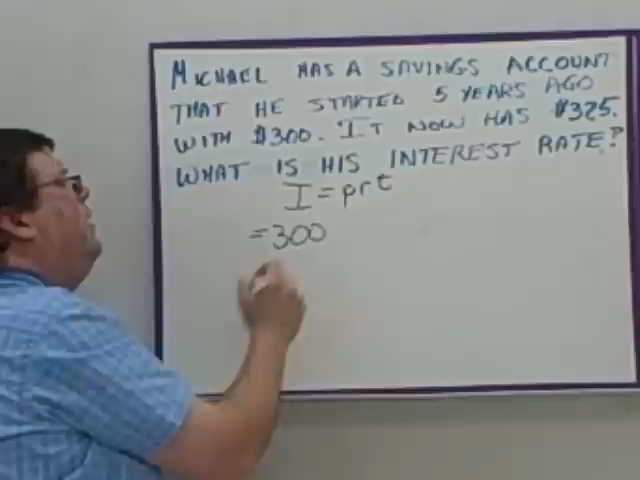 MICHAEL HAS A SAVINGS ACCOUNT
THAT HE STARTED 5 YEARS AGO
WITH $300. IT NOW HAS $325.
WHAT IS HIS INTEREST RATE?
I = prt
=300